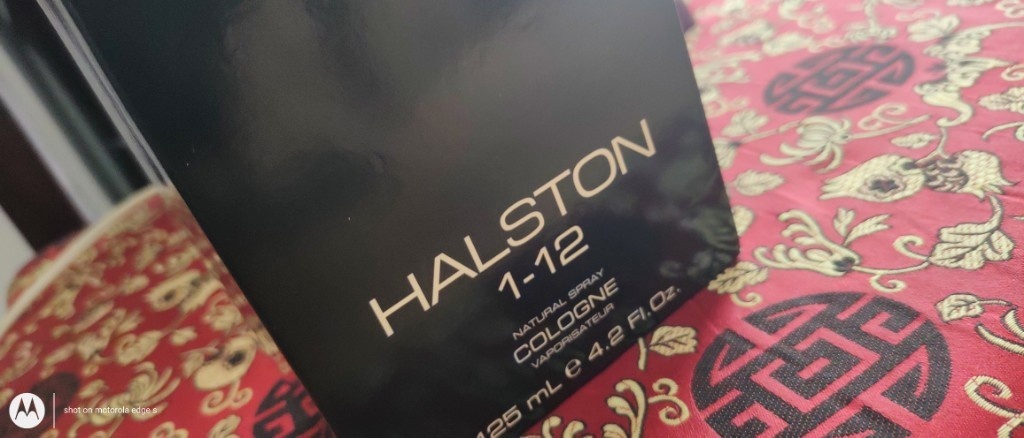 HALSTON
1-12
NATURAL SPRAY
COLOGNE
VAPORISATEUR
125 mL e 4.2 Fl.Oz.
shot on motorola edge s